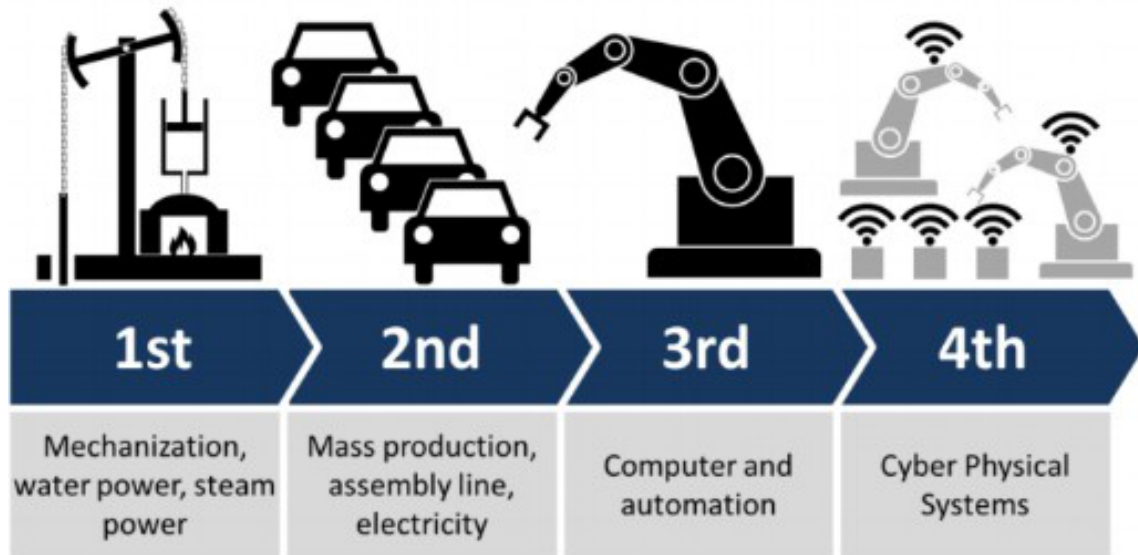 1st
2nd
3rd
4th
Mechanization,
water power, steam
power
Mass production,
assembly line,
electricity
Computer and
automation
Cyber Physical
Systems